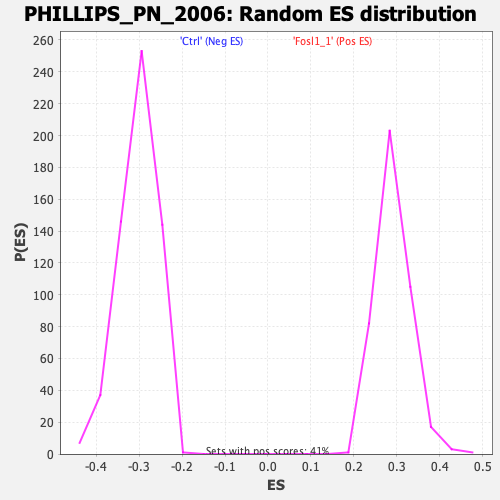 PHILLIPS_PN_2006: Random ES distribution
'Ctrl' (Neg ES) 'Fosl1_1' (Pos ES)
260
240
220
200
180
160
140
120
100
80
60
40
20
0
P(ES)
Sets with pos scores: 41%
-0.4 -0.3 -0.2 -0.1 0.0 0.1 0.2 0.3 0.4 0.5
ES